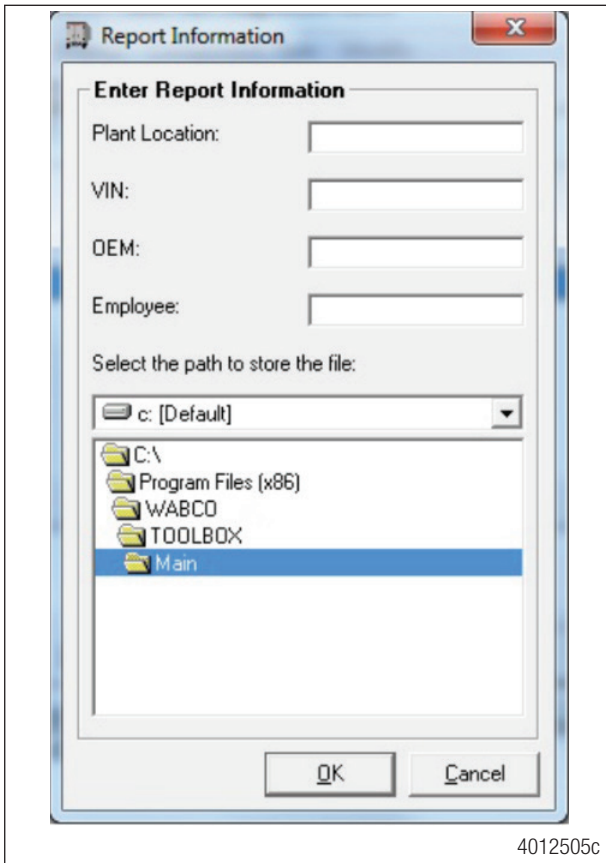 Report Information
Enter Report Information
Plant Location:
VIN:
OEM:
Employee:
Select the path to store the file:
c: [Default]
C:\
Program Files (x86)
WABCO
TOOLBOX
Main
OK Cancel
4012505c